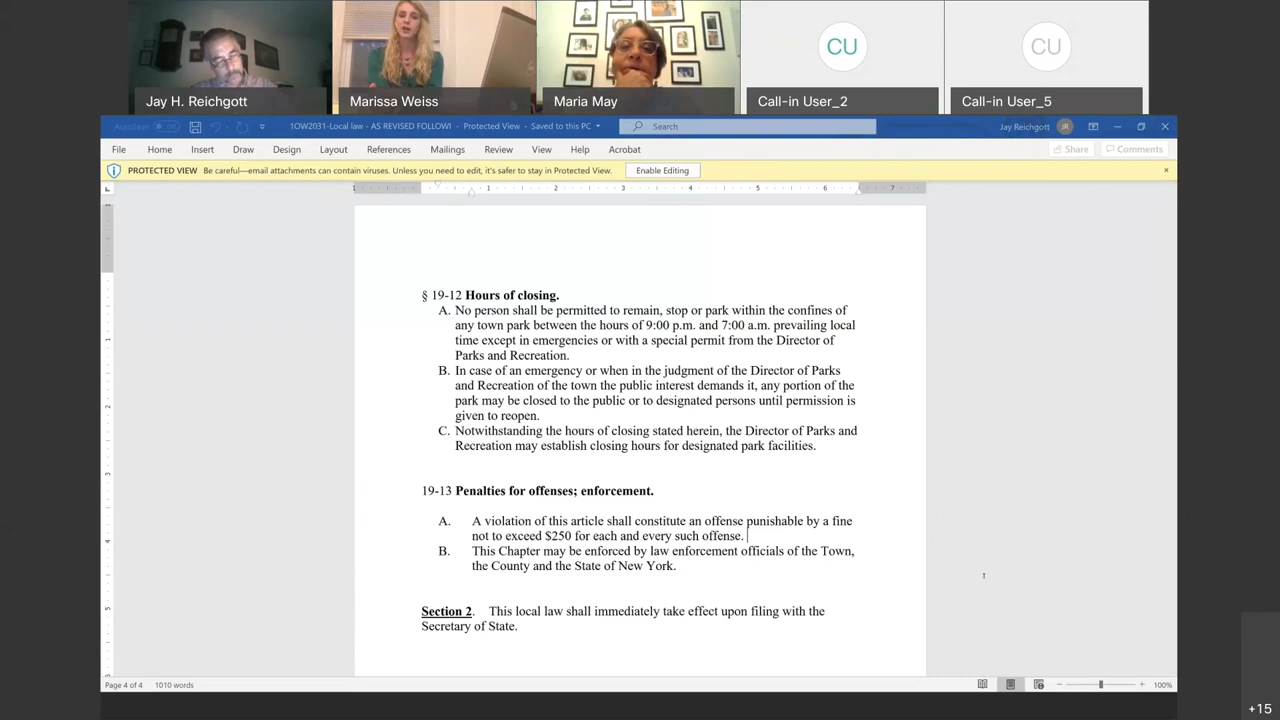 CU
CU
Jay H. Reichgott
Marissa Weiss
Maria May
Call-in User_2
Call-in User_5
AutoSave
1OW2031-Local law - AS REVISED FOLLOWI - Protected View - Saved to this PC
Search
Jay Reichgott
JR
File Home Insert Draw Design Layout References Mailings Review View Help Acrobat
Share
Comments
PROTECTED VIEW Be careful—email attachments can contain viruses. Unless you need to edit, it's safer to stay in Protected View.
Enable Editing
1 1 2 3 4 5 6 7
§ 19-12 Hours of closing.
A. No person shall be permitted to remain, stop or park within the confines of
any town park between the hours of 9:00 p.m. and 7:00 a.m. prevailing local
time except in emergencies or with a special permit from the Director of
Parks and Recreation.
B. In case of an emergency or when in the judgment of the Director of Parks
and Recreation of the town the public interest demands it, any portion of the
park may be closed to the public or to designated persons until permission is
given to reopen.
C. Notwithstanding the hours of closing stated herein, the Director of Parks and
Recreation may establish closing hours for designated park facilities.
19-13 Penalties for offenses; enforcement.
A. A violation of this article shall constitute an offense punishable by a fine
not to exceed $250 for each and every such offense.
B. This Chapter may be enforced by law enforcement officials of the Town,
the County and the State of New York.
Section 2. This local law shall immediately take effect upon filing with the
Secretary of State.
Page 4 of 4 1010 words
100%
+15